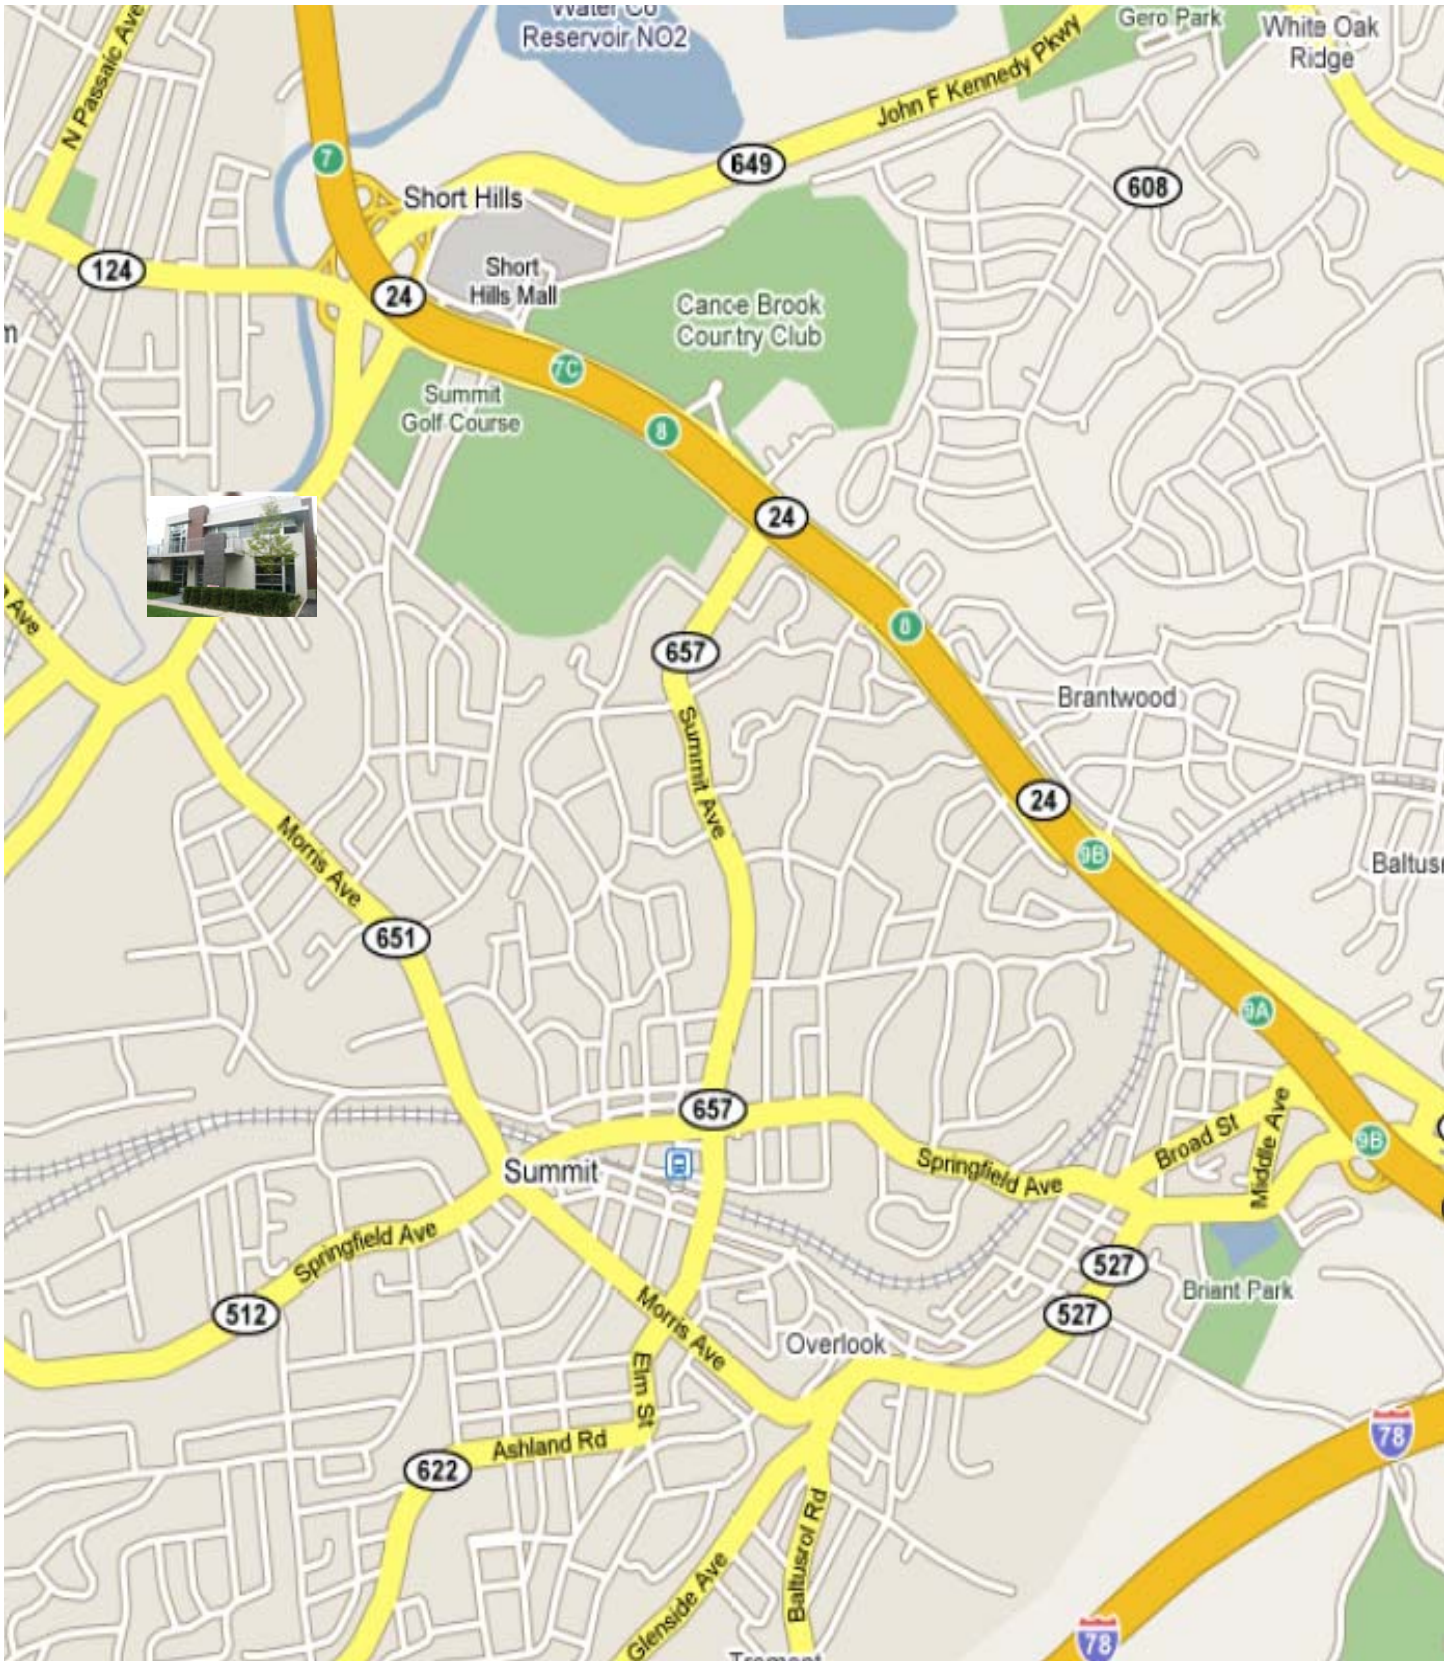 Water Co
Reservoir NO2
Gero Park
White Oak
Ridge
N Passaic Ave
John F Kennedy Pkwy
7
649
608
Short Hills
124
Short
Hills Mall
24
Cance Brook
Country Club
7C
Summit
Golf Course
8
24
Ave
8
657
Brantwood
Summit Ave
24
Morris Ave
9B
Baltus
651
9A
657
Broad St
Middle Ave
9B
Summit
Springfield Ave
Springfield Ave
527
Briant Park
512
Morris Ave
527
Overlook
Elm St
Ashland Rd
78
622
Baltusrol Rd
Glenside Ave
78